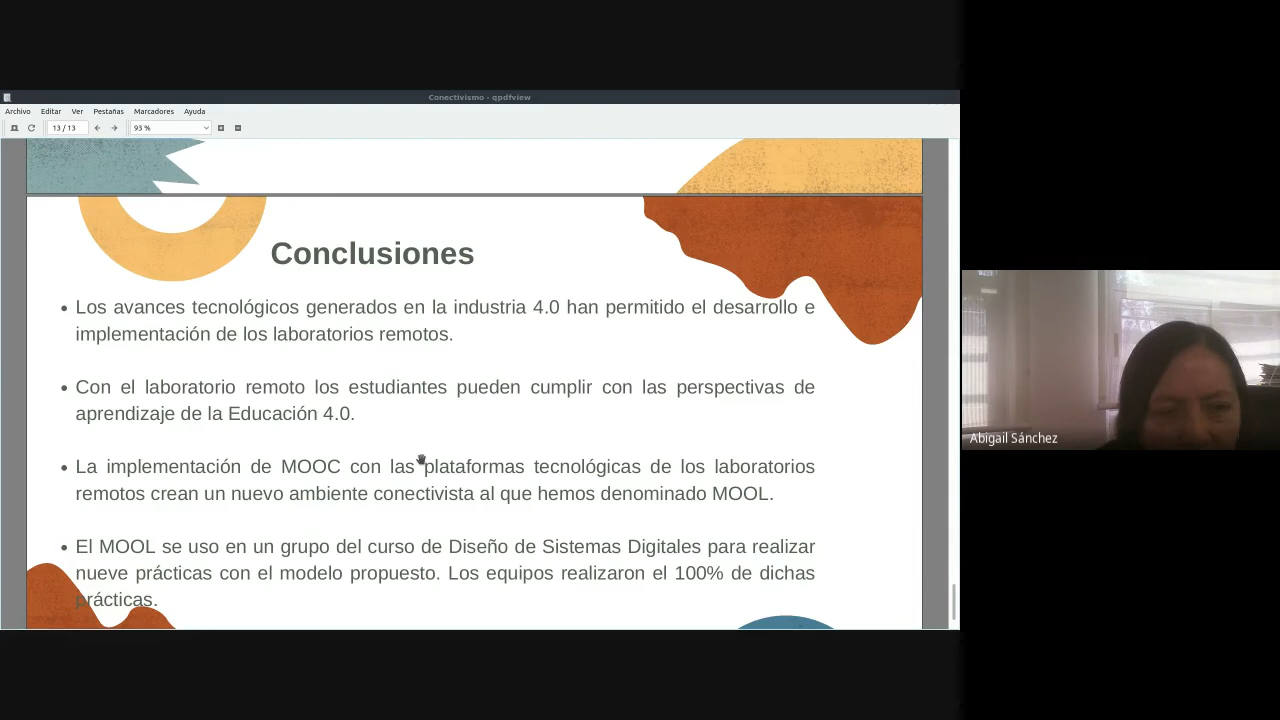 Conectivismo - qpdfview
Archivo Editar Ver Pestañas Marcadores Ayuda
13 / 13 93 %
Conclusiones
• Los avances tecnológicos generados en la industria 4.0 han permitido el desarrollo e
implementación de los laboratorios remotos.
• Con el laboratorio remoto los estudiantes pueden cumplir con las perspectivas de
aprendizaje de la Educación 4.0.
• La implementación de MOOC con las plataformas tecnológicas de los laboratorios
remotos crean un nuevo ambiente conectivista al que hemos denominado MOOL.
• El MOOL se uso en un grupo del curso de Diseño de Sistemas Digitales para realizar
nueve prácticas con el modelo propuesto. Los equipos realizaron el 100% de dichas
prácticas.
Abigail Sánchez